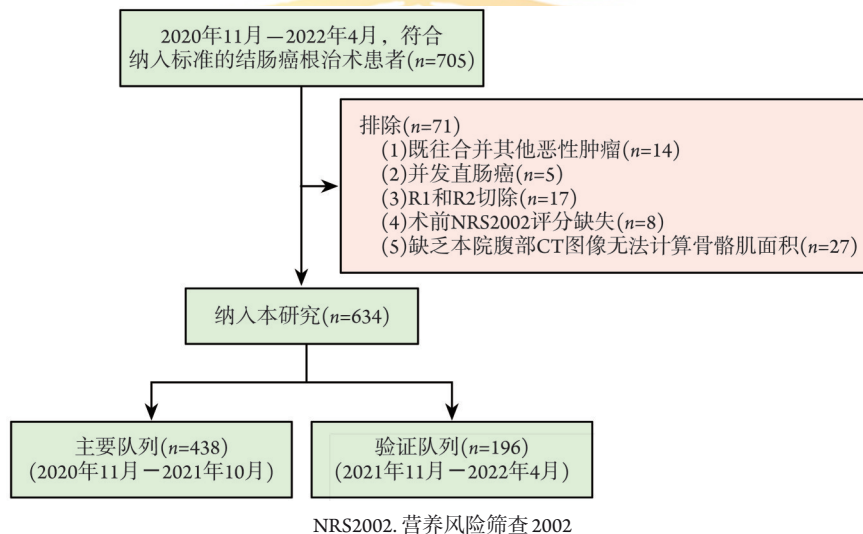 2020年11月—2022年4月，符合
纳入标准的结肠癌根治术患者(n=705)
排除(n=71)
(1)既往合并其他恶性肿瘤(n=14)
(2)并发直肠癌(n=5)
(3)R1和R2切除(n=17)
(4)术前NRS2002评分缺失(n=8)
(5)缺乏本院腹部CT图像无法计算骨骼肌面积(n=27)
纳入本研究(n=634)
主要队列(n=438)
(2020年11月－2021年10月)
验证队列(n=196)
(2021年11月－2022年4月)
NRS2002. 营养风险筛查 2002